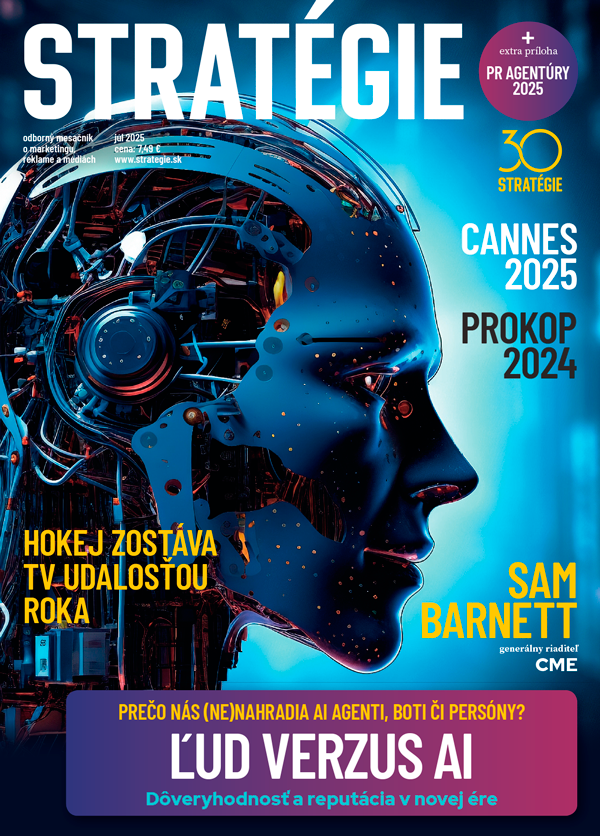 STRATÉGIE
+
extra príloha
PR AGENTÚRY
2025
odborný mesačník
o marketingu,
reklame a médiách
júl 2025
cena: 7,49 €
www.strategie.sk
30
STRATÉGIE
CANNES
2025
PROKOP
2024
HOKEJ ZOSTÁVA
TV UDALOSŤOU
ROKA
SAM
BARNETT
generálny riaditeľ
CME
PREČO NÁS (NE)NAHRADIA AI AGENTI, BOTI ČI PERSÓNY?
ĽUD VERZUS AI
Dôveryhodnosť a reputácia v novej ére